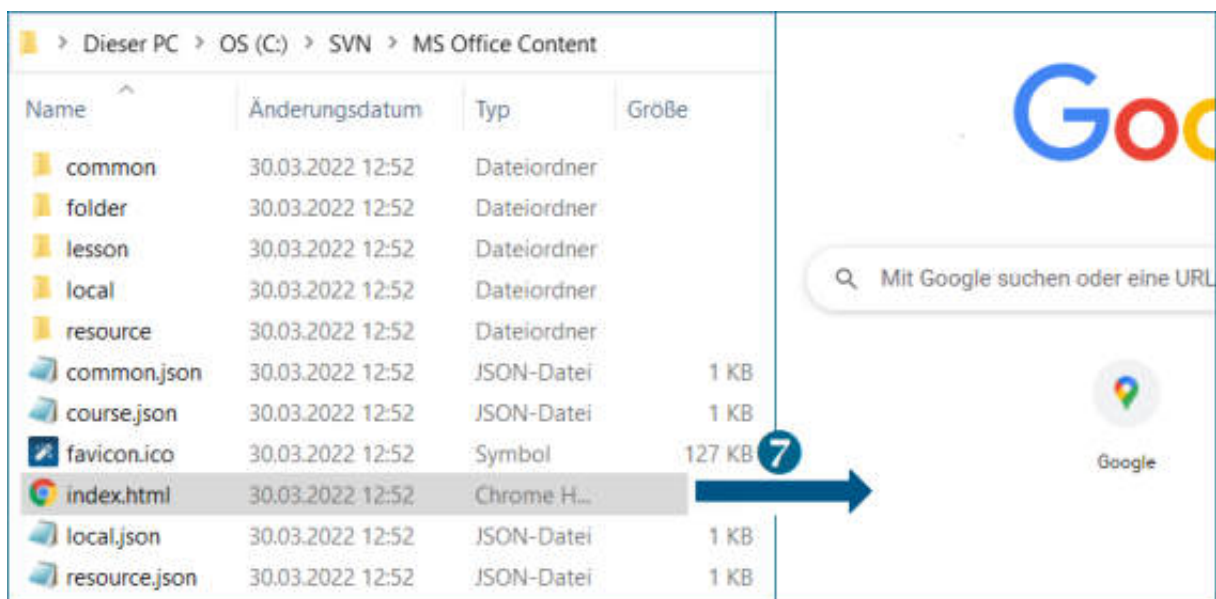 > Dieser PC > OS (C:) > SVN > MS Office Content
Name Änderungsdatum Typ Größe
common 30.03.2022 12:52 Dateiordner
folder 30.03.2022 12:52 Dateiordner
lesson 30.03.2022 12:52 Dateiordner
local 30.03.2022 12:52 Dateiordner
resource 30.03.2022 12:52 Dateiordner
common.json 30.03.2022 12:52 JSON-Datei 1 KB
course.json 30.03.2022 12:52 JSON-Datei 1 KB
favicon.ico 30.03.2022 12:52 Symbol 127 KB
index.html 30.03.2022 12:52 Chrome H...
local.json 30.03.2022 12:52 JSON-Datei 1 KB
resource.json 30.03.2022 12:52 JSON-Datei 1 KB
7
Goo
Mit Google suchen oder eine URL
Google